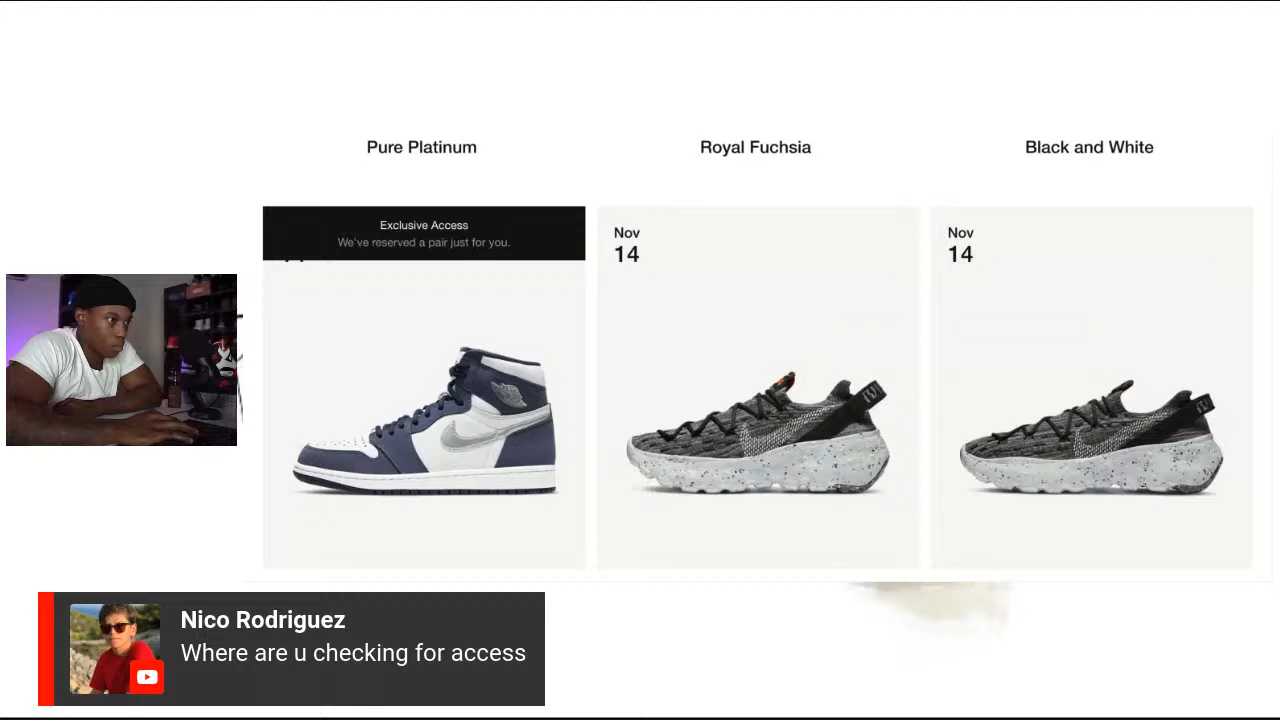 Pure Platinum
Royal Fuchsia
Black and White
Exclusive Access
We've reserved a pair just for you.
Nov
14
Nov
14
Nico Rodriguez
Where are u checking for access